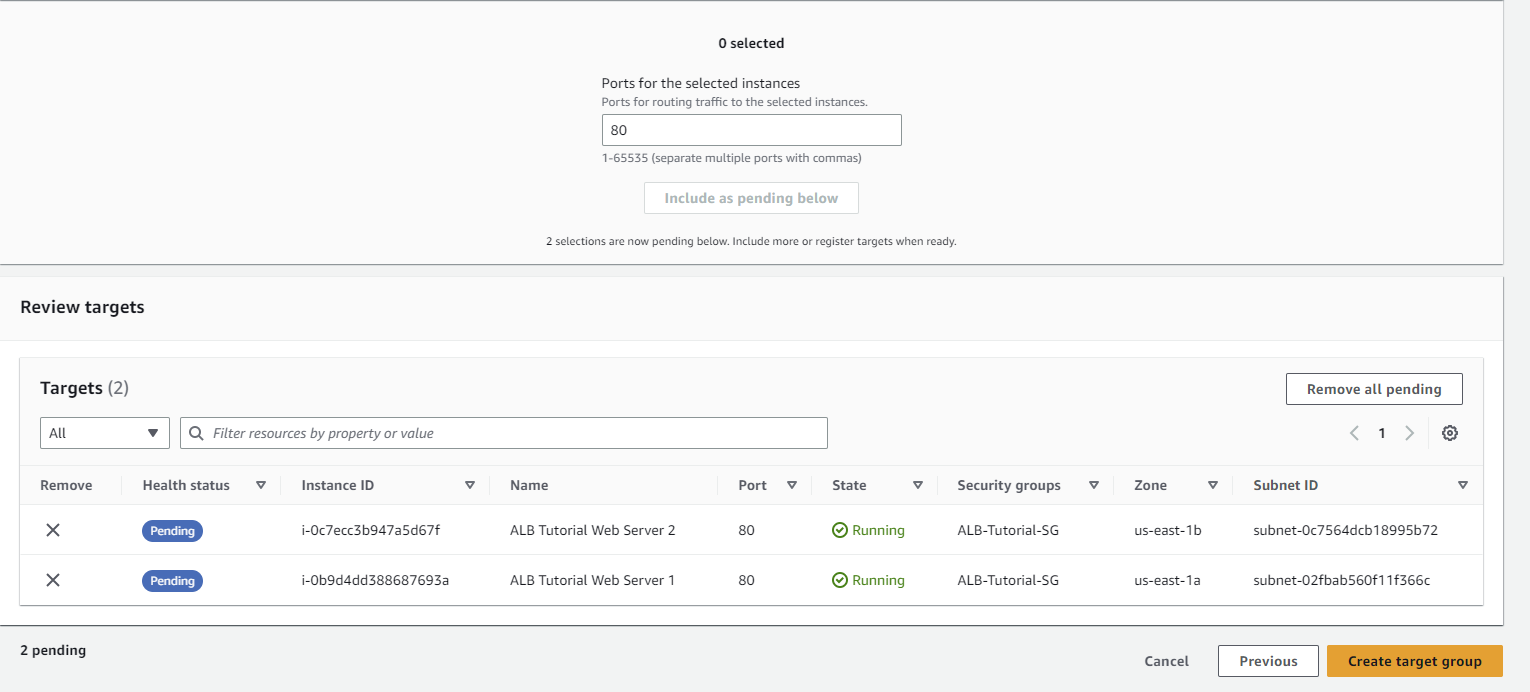 0 selected
Ports for the selected instances
Ports for routing traffic to the selected instances.
80
1-65535 (separate multiple ports with commas)
Include as pending below
2 selections are now pending below. Include more or register targets when ready.
Review targets
Targets (2)
Remove all pending
All
Filter resources by property or value
1
Remove Health status Instance ID Name Port State Security groups Zone Subnet ID
Pending i-0c7ecc3b947a5d67f ALB Tutorial Web Server 2 80 Running ALB-Tutorial-SG us-east-1b subnet-0c7564dcb18995b72
Pending i-0b9d4dd388687693a ALB Tutorial Web Server 1 80 Running ALB-Tutorial-SG us-east-1a subnet-02fbab560f11f366c
2 pending
Cancel
Previous
Create target group